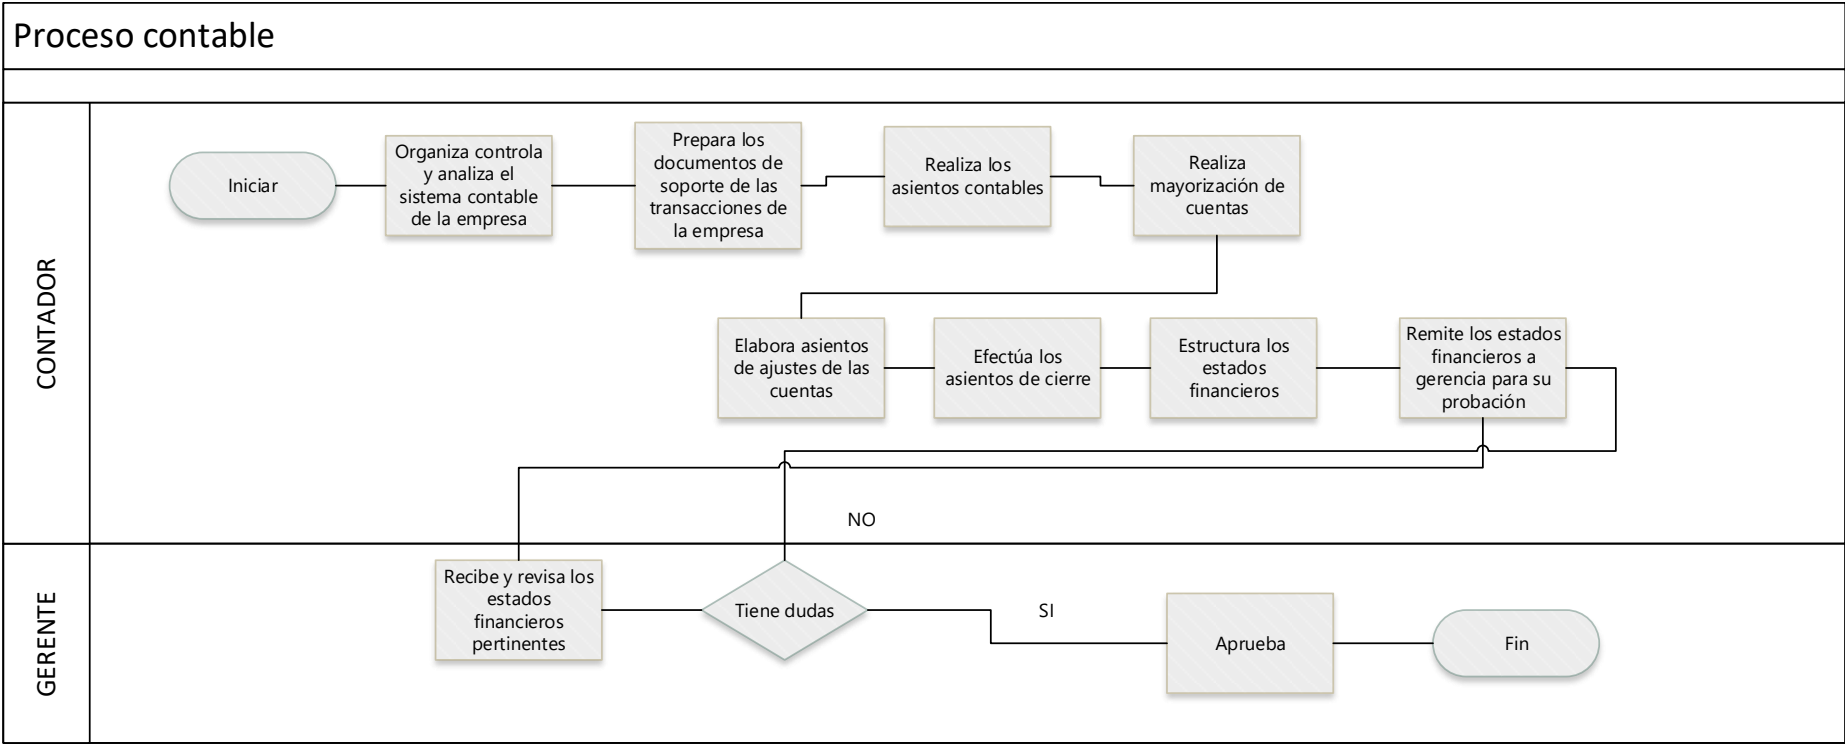 Proceso contable
CONTADOR
Iniciar
Organiza controla
y analiza el
sistema contable
de la empresa
Prepara los
documentos de
soporte de las
transacciones de
la empresa
Realiza los
asientos contables
Realiza
mayorización de
cuentas
Elabora asientos
de ajustes de las
cuentas
Efectúa los
asientos de cierre
Estructura los
estados
financieros
Remite los estados
financieros a
gerencia para su
probación
NO
GERENTE
Recibe y revisa los
estados
financieros
pertinentes
Tiene dudas
SI
Aprueba
Fin